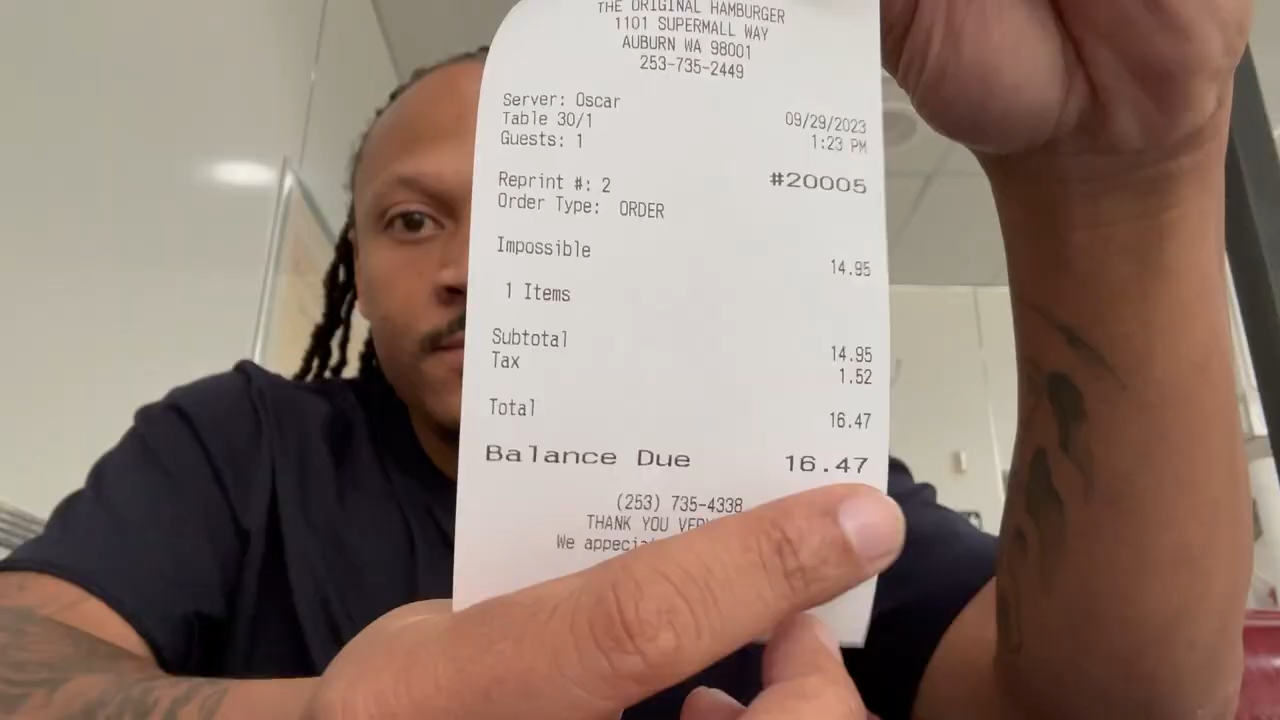 THE ORIGINAL HAMBURGER
1101 SUPERMALL WAY
AUBURN WA 98001
253-735-2449
Server: Oscar
Table 30/1 09/29/2023
Guests: 1 1:23 PM
Reprint #: 2 #20005
Order Type: ORDER
Impossible 14.95
1 Items
Subtotal 14.95
Tax 1.52
Total 16.47
Balance Due 16.47
(253) 735-4338
THANK YOU
We